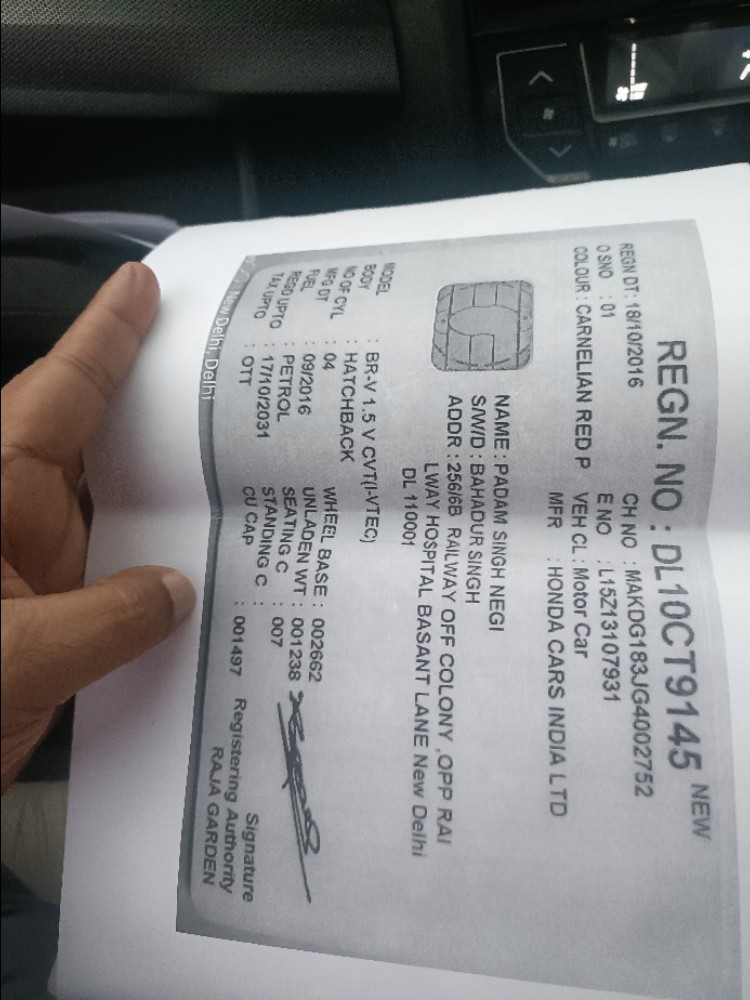 REGN. NO : DL10CT9145 NEW
REGN DT : 18/10/2016 CH NO : MAKDG183JG4002752
O SNO : 01 E NO : L15Z13107931
COLOUR : CARNELIAN RED P VEH CL : Motor Car
MFR : HONDA CARS INDIA LTD
NAME : PADAM SINGH NEGI
S/W/D : BAHADUR SINGH
ADDR : 256/6B RAILWAY OFF COLONY ,OPP RAI
LWAY HOSPITAL BASANT LANE New Delhi
DL 110001
MODEL : BR-V 1.5 V CVT(I-VTEC)
BODY : HATCHBACK WHEEL BASE : 002662
NO OF CYL : 04 UNLADEN WT : 001238
MFG DT : 09/2016 SEATING C : 007
FUEL : PETROL STANDING C :
REGD UPTO : 17/10/2031 CU CAP : 001497
TAX UPTO : OTT
Signature
Registering Authority
RAJA GARDEN
New Delhi, Delhi